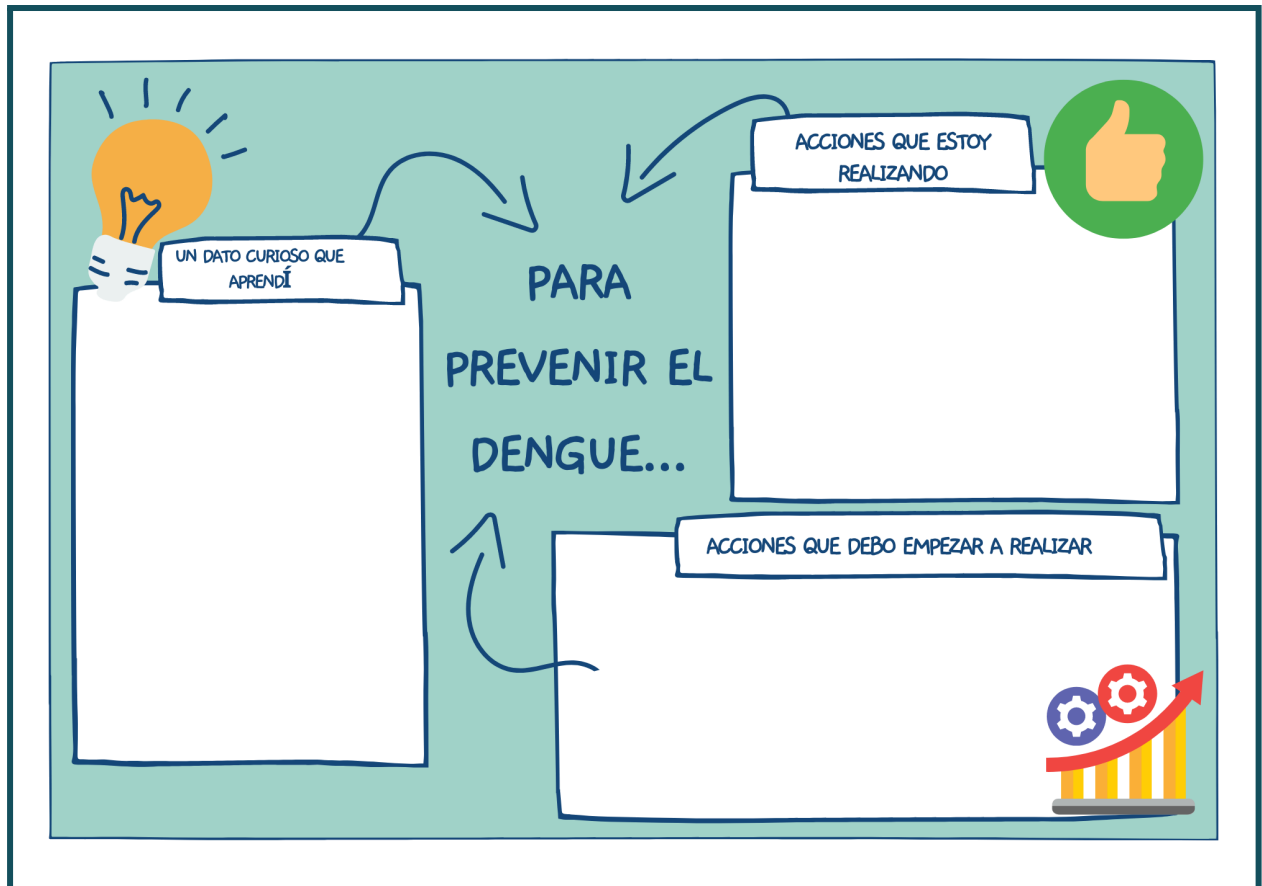 ACCIONES QUE ESTOY
REALIZANDO
UN DATO CURIOSO QUE
APRENDÍ
PARA
PREVENIR EL
DENGUE...
ACCIONES QUE DEBO EMPEZAR A REALIZAR